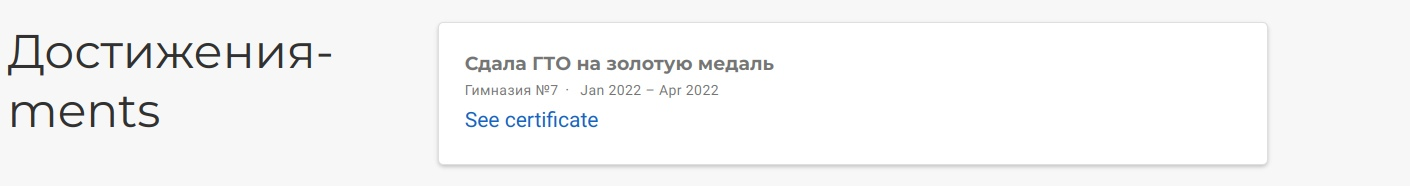 Достижения-
ments
Сдала ГТО на золотую медаль
Гимназия №7 · Jan 2022 – Apr 2022
See certificate